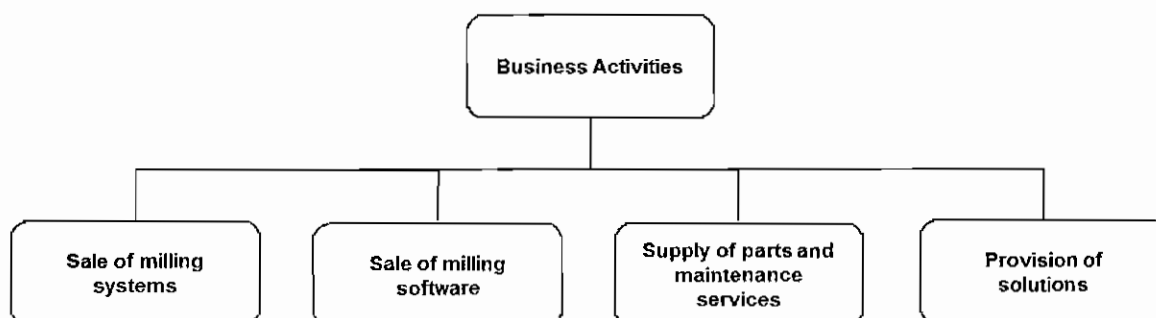 Business Activities
Sale of milling
systems
Sale of milling
software
Supply of parts and
maintenance
services
Provision of
solutions